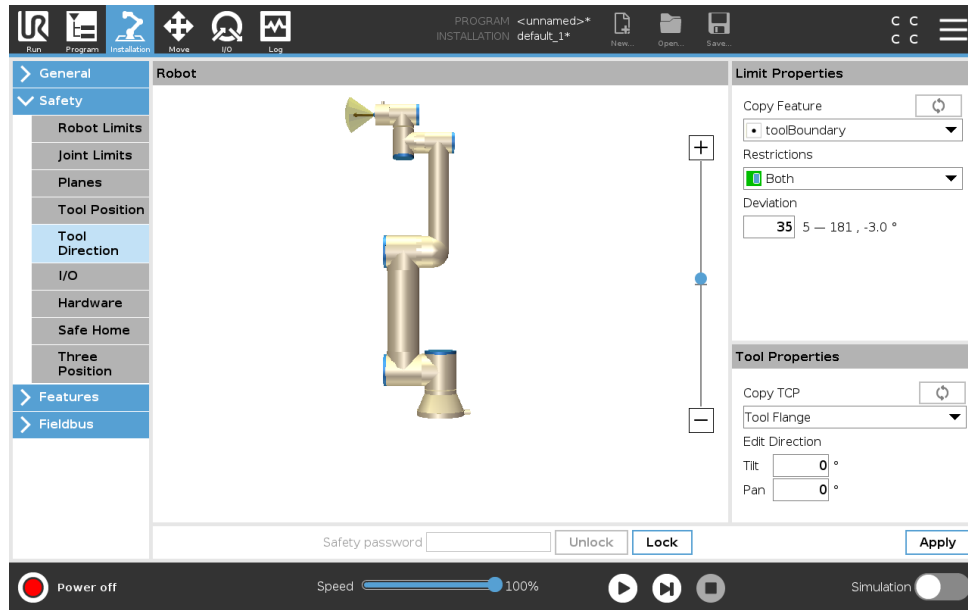 PROGRAM <unnamed>*
INSTALLATION default_1*
C C
C C
Run Program Installation Move I/O Log New... Open... Save...
General
Safety
Robot Limits
Joint Limits
Planes
Tool Position
Tool
Direction
I/O
Hardware
Safe Home
Three
Position
Features
Fieldbus
Robot
Limit Properties
Copy Feature
toolBoundary
Restrictions
Both
Deviation
35 5 — 181 , -3.0 °
Tool Properties
Copy TCP
Tool Flange
Edit Direction
Tilt 0 °
Pan 0 °
Safety password Unlock Lock Apply
Power off Speed 100% Simulation